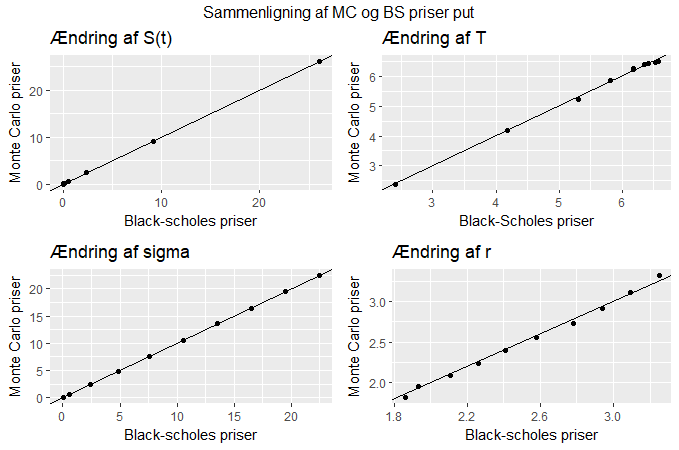 Sammenligning af MC og BS priser put
Ændring af S(t)
Monte Carlo priser
20
10
0
0 10 20
Black-scholes priser
Ændring af T
Monte Carlo priser
6
5
4
3
3 4 5 6
Black-Scholes priser
Ændring af sigma
Monte Carlo priser
20
15
10
5
0
0 5 10 15 20
Black-scholes priser
Ændring af r
Monte Carlo priser
3.0
2.5
2.0
1.8 2.2 2.6 3.0
Black-scholes priser